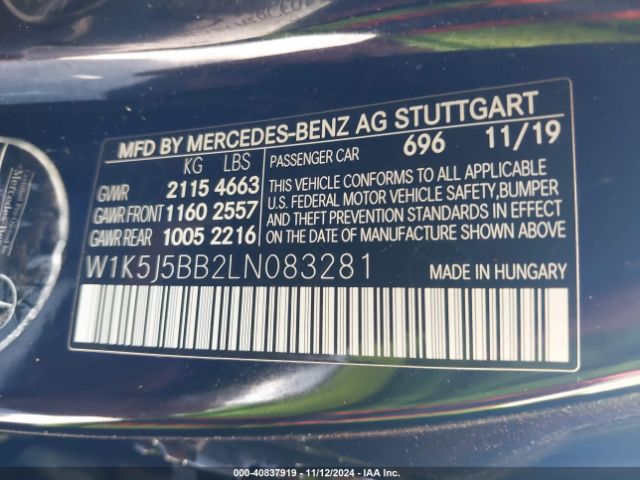 MFD BY MERCEDES-BENZ AG STUTTGART
KG LBS
PASSENGER CAR 696 11/19
GVWR 2115 4663
GAWR FRONT 1160 2557
GAWR REAR 1005 2216
THIS VEHICLE CONFORMS TO ALL APPLICABLE
U.S. FEDERAL MOTOR VEHICLE SAFETY, BUMPER
AND THEFT PREVENTION STANDARDS IN EFFECT ON
THE DATE OF MANUFACTURE SHOWN ABOVE.
W1K5J5BB2LN083281
MADE IN HUNGARY
000-40837919 - 11/12/2024 - IAA Inc.